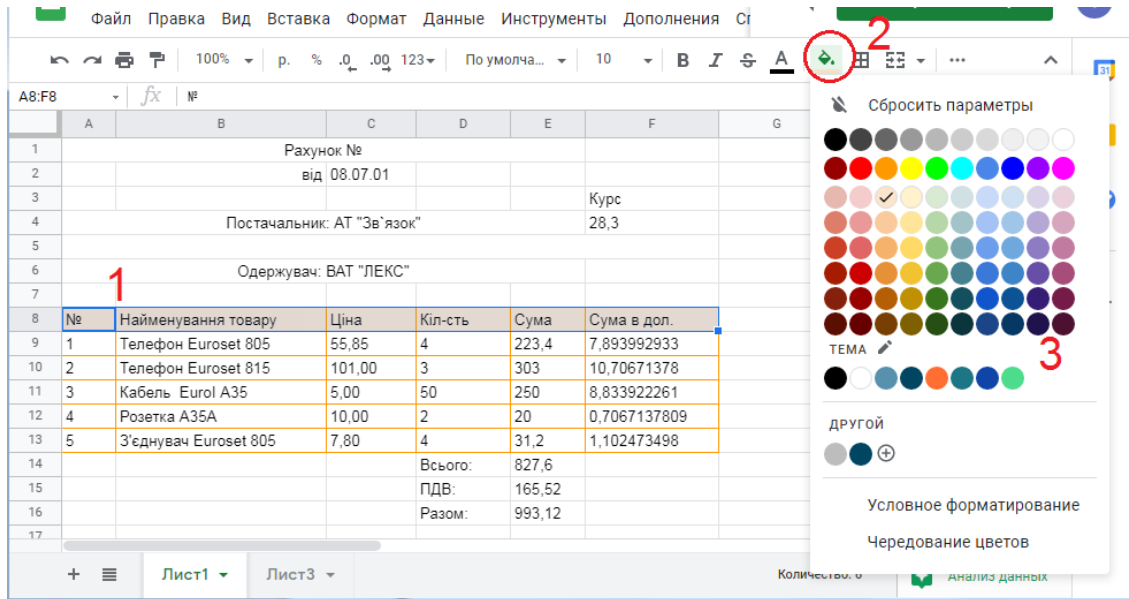 Файл Правка Вид Вставка Формат Данные Инструменты Дополнения
2
100% р. % .0 .00 123 По умолча... 10 B I S A
31
A8:F8 fx №
Сбросить параметры
A B C D E F G
1 Рахунок №
2 від 08.07.01
3 Курс
4 Постачальник: АТ "Зв`язок" 28,3
5
6 Одержувач: ВАТ "ЛЕКС"
1
7
8 № Найменування товару Ціна Кіл-сть Сума Сума в дол.
9 1 Телефон Euroset 805 55,85 4 223,4 7,893992933
10 2 Телефон Euroset 815 101,00 3 303 10,70671378
11 3 Кабель Eurol A35 5,00 50 250 8,833922261
12 4 Розетка А35А 10,00 2 20 0,7067137809
13 5 З'єднувач Euroset 805 7,80 4 31,2 1,102473498
14 Всього: 827,6
15 ПДВ: 165,52
16 Разом: 993,12
17
ТЕМА
3
ДРУГОЙ
Условное форматирование
Чередование цветов
Лист1 Лист3
Количество: 6 Анализ данных